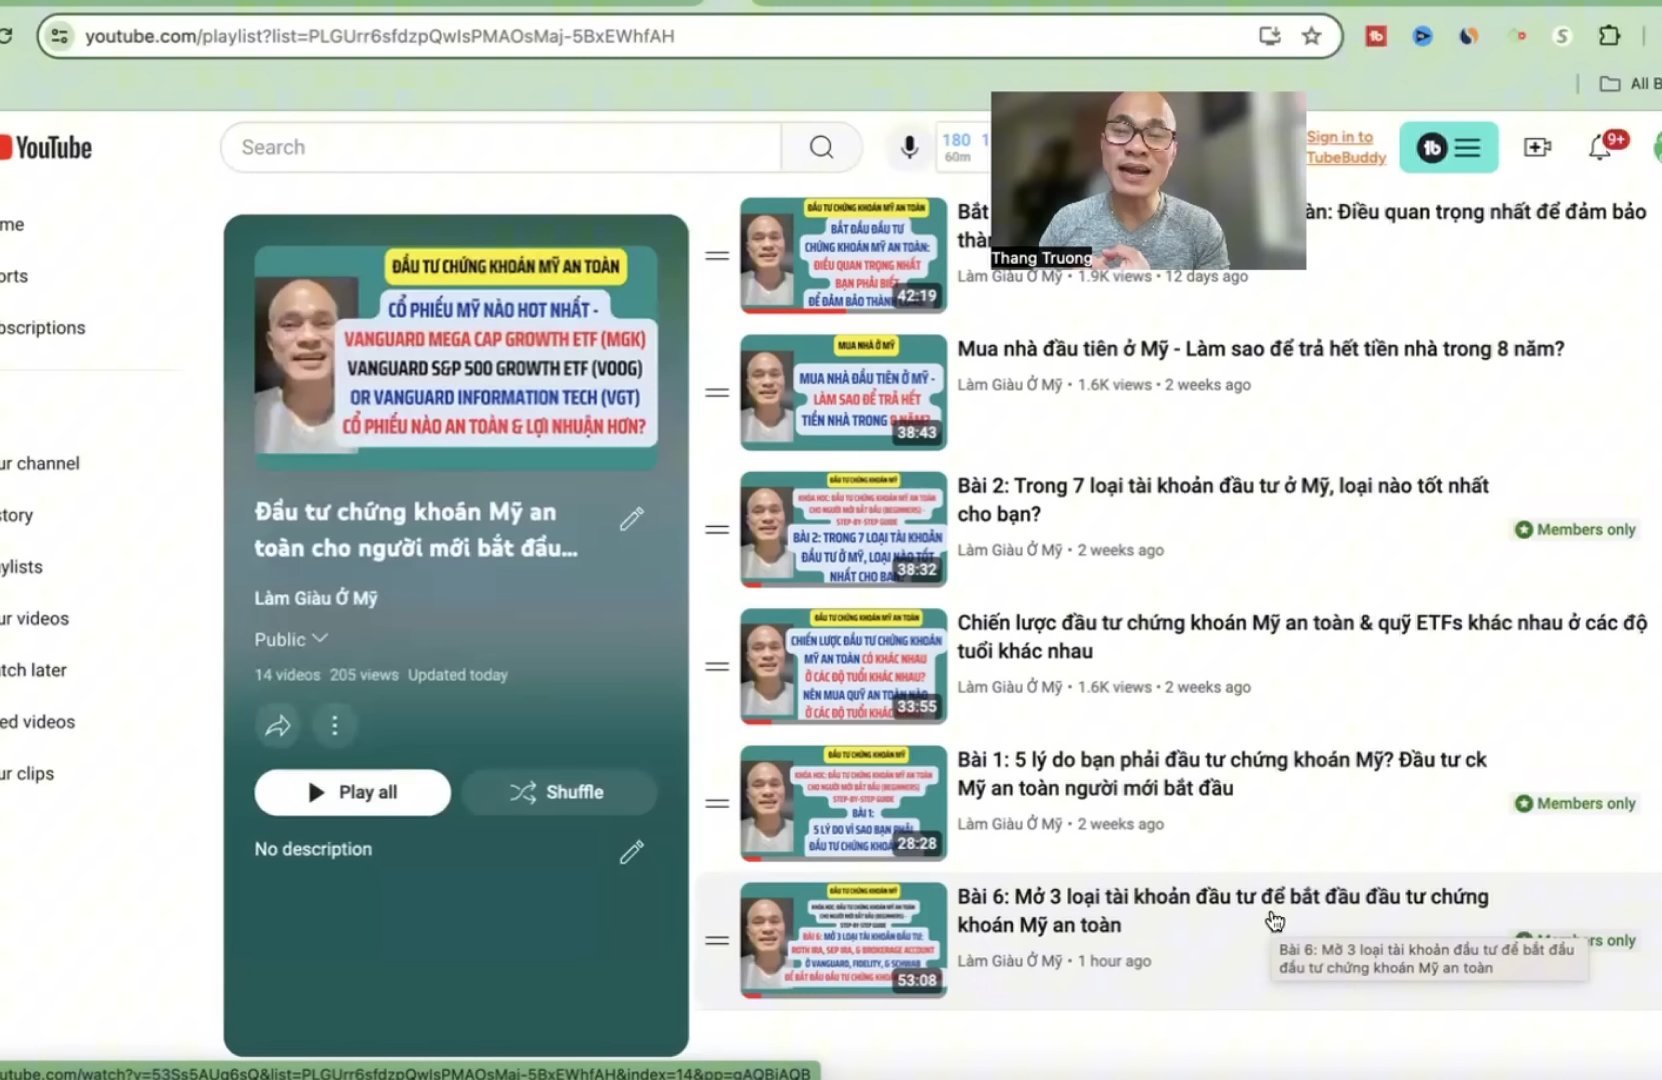 youtube.com/playlist?list=PLGUrr6sfdzpQwIsPMAOsMaj-5BxEWhfAH
All B
YouTube
Search
180 1
60m
Sign in to
TubeBuddy
9+
Thang Truong
me
orts
bscriptions
ur channel
story
ylists
ur videos
tch later
ed videos
ur clips
ĐẦU TƯ CHỨNG KHOÁN MỸ AN TOÀN
CỔ PHIẾU MỸ NÀO HOT NHẤT -
VANGUARD MEGA CAP GROWTH ETF (MGK)
VANGUARD S&P 500 GROWTH ETF (VOOG)
OR VANGUARD INFORMATION TECH (VGT)
CỔ PHIẾU NÀO AN TOÀN & LỢI NHUẬN HƠN?
Đầu tư chứng khoán Mỹ an
toàn cho người mới bắt đầu...
Làm Giàu Ở Mỹ
Public
14 videos 205 views Updated today
Play all
Shuffle
No description
ĐẦU TƯ CHỨNG KHOÁN MỸ AN TOÀN
BẮT ĐẦU ĐẦU TƯ
CHỨNG KHOÁN MỸ AN TOÀN:
ĐIỀU QUAN TRỌNG NHẤT
BẠN PHẢI BIẾT
ĐỂ ĐẢM BẢO THÀNH
42:19
Bắt àn: Điều quan trọng nhất để đảm bảo
thàn
Làm Giàu Ở Mỹ • 1.9K views • 12 days ago
MUA NHÀ Ở MỸ
MUA NHÀ ĐẦU TIÊN Ở MỸ -
LÀM SAO ĐỂ TRẢ HẾT
TIỀN NHÀ TRONG 8 NĂM?
38:43
Mua nhà đầu tiên ở Mỹ - Làm sao để trả hết tiền nhà trong 8 năm?
Làm Giàu Ở Mỹ • 1.6K views • 2 weeks ago
ĐẦU TƯ CHỨNG KHOÁN MỸ
KHÓA HỌC: ĐẦU TƯ CHỨNG KHOÁN MỸ AN TOÀN
CHO NGƯỜI MỚI BẮT ĐẦU (BEGINNERS) -
STEP-BY-STEP GUIDE
BÀI 2: TRONG 7 LOẠI TÀI KHOẢN
ĐẦU TƯ Ở MỸ, LOẠI NÀO TỐT
NHẤT CHO BẠN
38:32
Bài 2: Trong 7 loại tài khoản đầu tư ở Mỹ, loại nào tốt nhất
cho bạn?
Làm Giàu Ở Mỹ • 2 weeks ago
Members only
ĐẦU TƯ CHỨNG KHOÁN MỸ AN TOÀN
CHIẾN LƯỢC ĐẦU TƯ CHỨNG KHOÁN
MỸ AN TOÀN CÓ KHÁC NHAU
Ở CÁC ĐỘ TUỔI KHÁC NHAU?
NÊN MUA QUỸ AN TOÀN NÀO
Ở CÁC ĐỘ TUỔI KHÁC
33:55
Chiến lược đầu tư chứng khoán Mỹ an toàn & quỹ ETFs khác nhau ở các độ
tuổi khác nhau
Làm Giàu Ở Mỹ • 1.6K views • 2 weeks ago
ĐẦU TƯ CHỨNG KHOÁN MỸ
KHÓA HỌC: ĐẦU TƯ CHỨNG KHOÁN MỸ AN TOÀN
CHO NGƯỜI MỚI BẮT ĐẦU (BEGINNERS)
STEP-BY-STEP GUIDE
BÀI 1:
5 LÝ DO VÌ SAO BẠN PHẢI
ĐẦU TƯ CHỨNG KHOÁN
28:28
Bài 1: 5 lý do bạn phải đầu tư chứng khoán Mỹ? Đầu tư ck
Mỹ an toàn người mới bắt đầu
Làm Giàu Ở Mỹ • 2 weeks ago
Members only
ĐẦU TƯ CHỨNG KHOÁN MỸ
KHÓA HỌC: ĐẦU TƯ CHỨNG KHOÁN MỸ AN TOÀN
CHO NGƯỜI MỚI BẮT ĐẦU (BEGINNERS) -
STEP-BY-STEP GUIDE
BÀI 6: MỞ 3 LOẠI TÀI KHOẢN ĐẦU TƯ:
ROTH IRA, SEP IRA, & BROKERAGE ACCOUNT
Ở VANGUARD, FIDELITY, & SCHWAB
ĐỂ BẮT ĐẦU ĐẦU TƯ CHỨNG KHOÁN
53:08
Bài 6: Mở 3 loại tài khoản đầu tư để bắt đầu đầu tư chứng
khoán Mỹ an toàn
Làm Giàu Ở Mỹ • 1 hour ago
rs only
Bài 6: Mở 3 loại tài khoản đầu tư để bắt đầu
đầu tư chứng khoán Mỹ an toàn
utube.com/watch?v=53Ss5AUg6sQ&list=PLGUrr6sfdzpQwIsPMAOsMaj-5BxEWhfAH&index=14&pp=gAQBiAQB